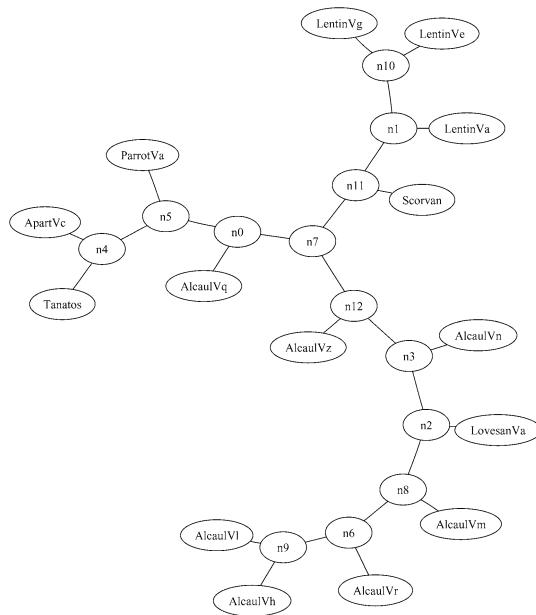 LentinVg
LentinVe
n10
n1
LentinVa
ParrotVa
n11
Scorvan
n5
ApartVc
n0
n7
n4
AlcaulVq
Tanatos
n12
AlcaulVz
n3
AlcaulVn
n2
LovesanVa
n8
AlcaulVm
AlcaulVl
n6
n9
AlcaulVr
AlcaulVh